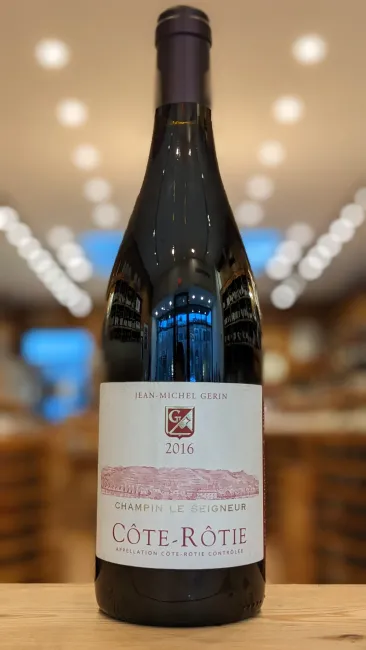 JEAN-MICHEL GERIN
G
2016
CHAMPIN LE SEIGNEUR
CÔTE-RÔTIE
APPELLATION CÔTE-RÔTIE CONTRÔLÉE